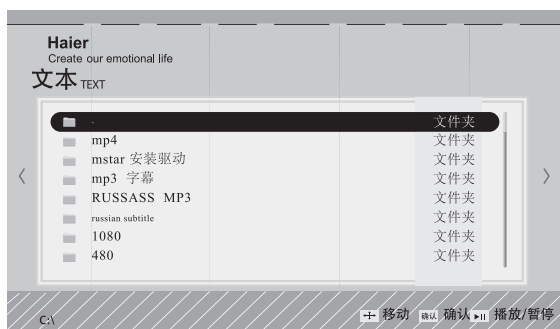 Haier
Create our emotional life
文本 TEXT
. 文件夹
mp4 文件夹
mstar 安装驱动 文件夹
mp3 字幕 文件夹
RUSSASS MP3 文件夹
russian subtitle 文件夹
1080 文件夹
480 文件夹
C:\ 移动 确认 确认 播放/暂停